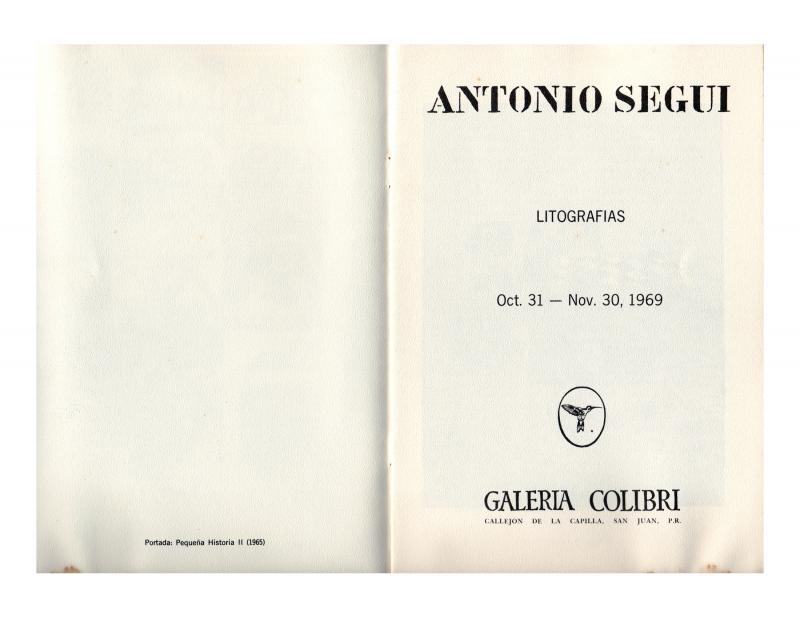 Portada: Pequeña Historia II (1965)
ANTONIO SEGUI
LITOGRAFIAS
Oct. 31 — Nov. 30, 1969
GALERIA COLIBRI
CALLEJON DE LA CAPILLA, SAN JUAN, P.R.